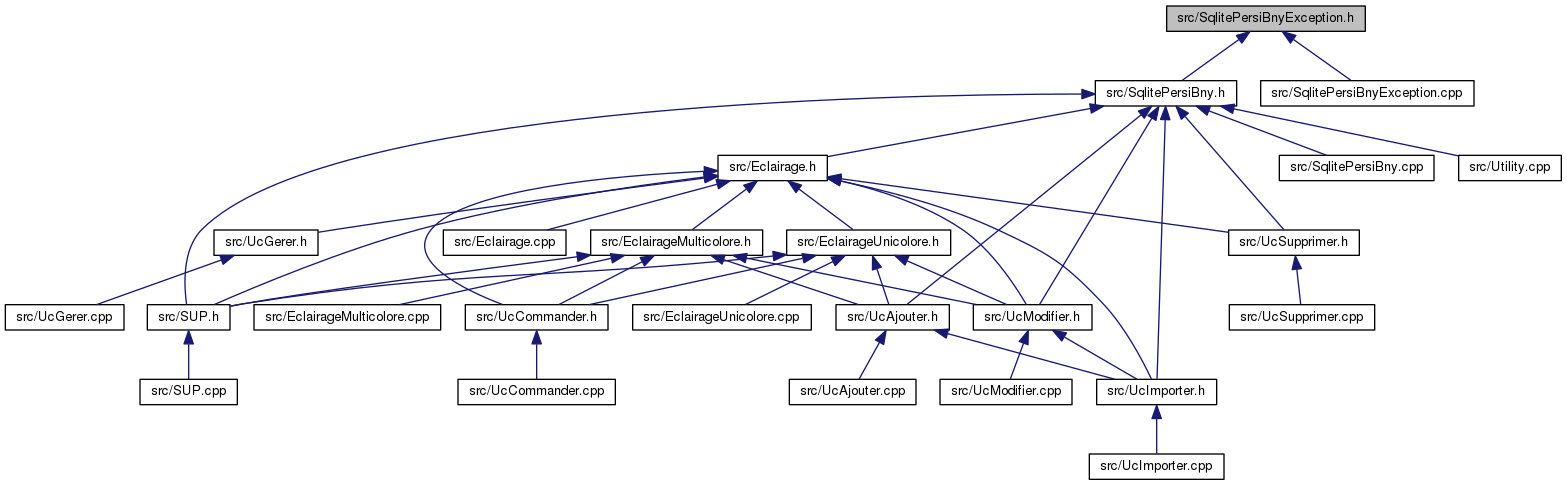 src/SqlitePersiBnyException.h
src/SqlitePersiBny.h
src/SqlitePersiBnyException.cpp
src/Eclairage.h
src/SqlitePersiBny.cpp
src/Utility.cpp
src/UcGerer.h
src/Eclairage.cpp
src/EclairageMulticolore.h
src/EclairageUnicolore.h
src/UcSupprimer.h
src/UcGerer.cpp
src/SUP.h
src/EclairageMulticolore.cpp
src/UcCommander.h
src/EclairageUnicolore.cpp
src/UcAjouter.h
src/UcModifier.h
src/UcSupprimer.cpp
src/SUP.cpp
src/UcCommander.cpp
src/UcAjouter.cpp
src/UcModifier.cpp
src/UcImporter.h
src/UcImporter.cpp